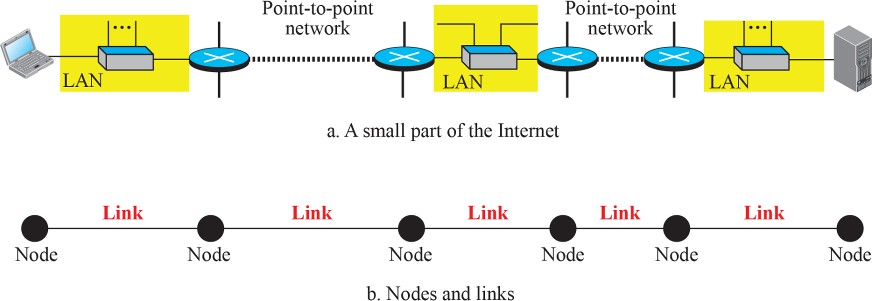 Point-to-point
network
Point-to-point
network
LAN
LAN
LAN
a. A small part of the Internet
Link
Link
Link
Link
Link
Node
Node
Node
Node
Node
Node
b. Nodes and links